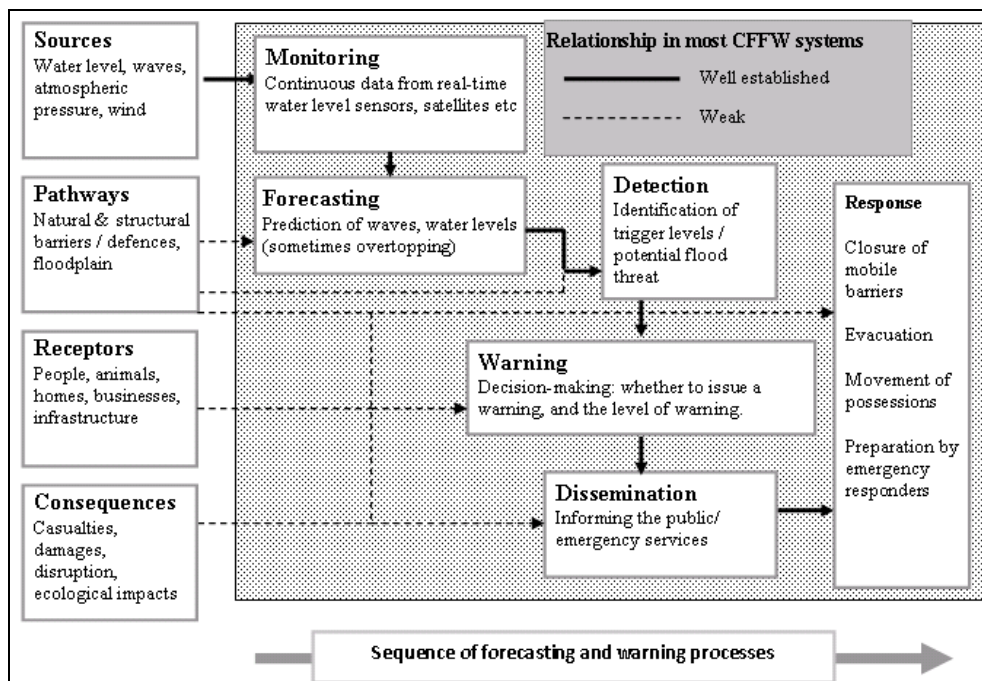 Sources
Water level, waves,
atmospheric
pressure, wind
Pathways
Natural & structural
barriers / defences,
floodplain
Receptors
People, animals,
homes, businesses,
infrastructure
Consequences
Casualties,
damages,
disruption,
ecological impacts
Monitoring
Continuous data from real-time
water level sensors, satellites etc
Forecasting
Prediction of waves, water levels
(sometimes overtopping)
Relationship in most CFFW systems
Well established
Weak
Detection
Identification of
trigger levels /
potential flood
threat
Warning
Decision-making: whether to issue a
warning, and the level of warning.
Dissemination
Informing the public/
emergency services
Response
Closure of
mobile
barriers
Evacuation
Movement of
possessions
Preparation by
emergency
responders
Sequence of forecasting and warning processes